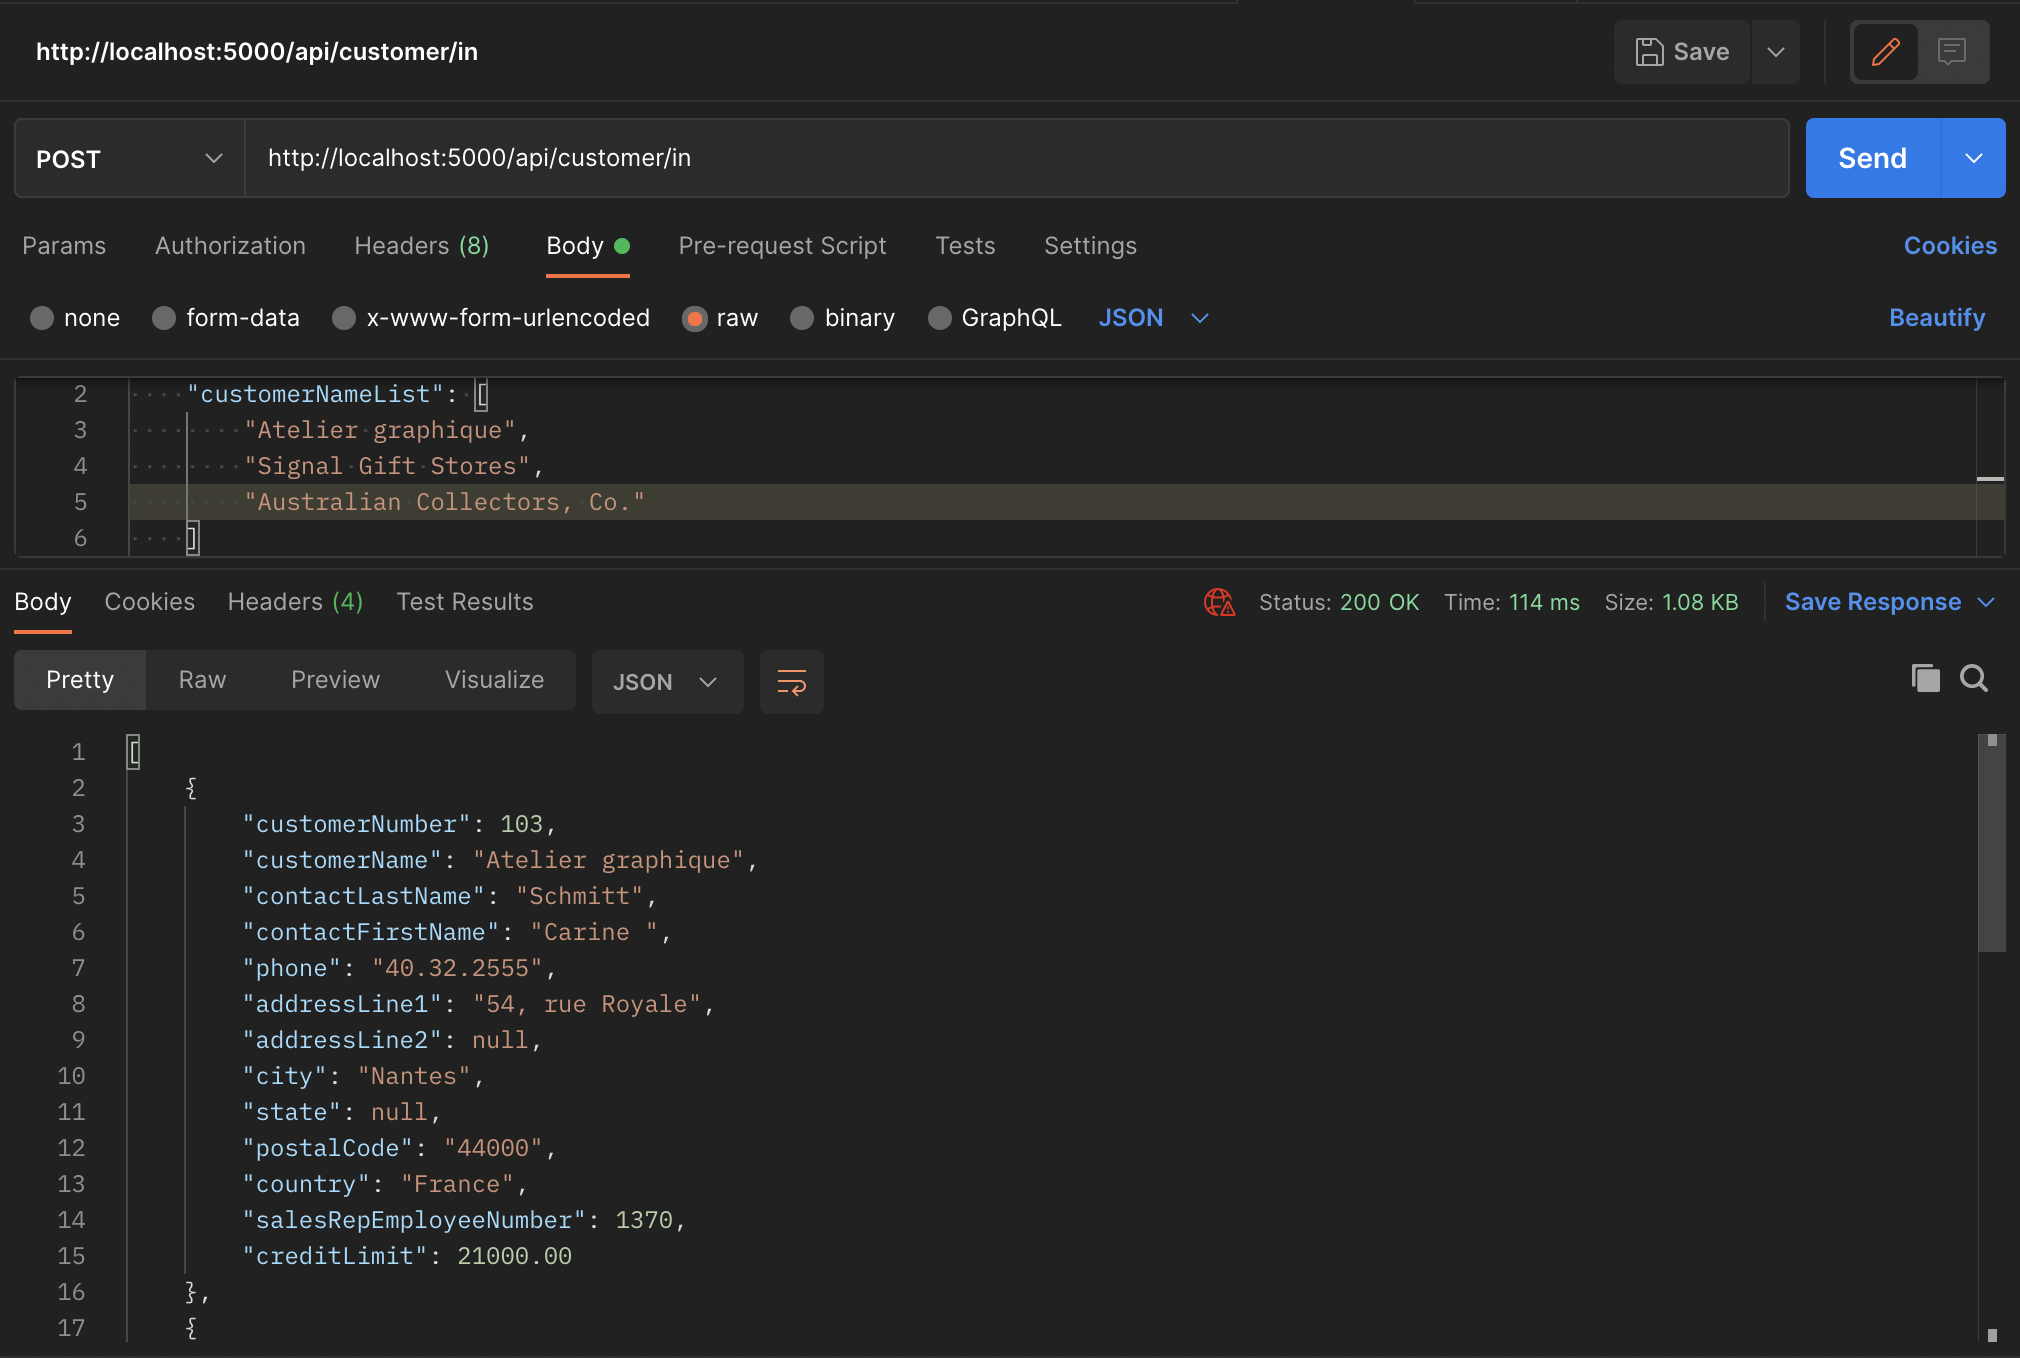 http://localhost:5000/api/customer/in
Save
POST
http://localhost:5000/api/customer/in
Send
Params Authorization Headers (8) Body Pre-request Script Tests Settings Cookies
none form-data x-www-form-urlencoded raw binary GraphQL JSON Beautify
2 "customerNameList": [
3 "Atelier graphique",
4 "Signal Gift Stores",
5 "Australian Collectors, Co."
6 ]
Body Cookies Headers (4) Test Results Status: 200 OK Time: 114 ms Size: 1.08 KB Save Response
Pretty Raw Preview Visualize JSON
1 [
2 {
3 "customerNumber": 103,
4 "customerName": "Atelier graphique",
5 "contactLastName": "Schmitt",
6 "contactFirstName": "Carine ",
7 "phone": "40.32.2555",
8 "addressLine1": "54, rue Royale",
9 "addressLine2": null,
10 "city": "Nantes",
11 "state": null,
12 "postalCode": "44000",
13 "country": "France",
14 "salesRepEmployeeNumber": 1370,
15 "creditLimit": 21000.00
16 },
17 {